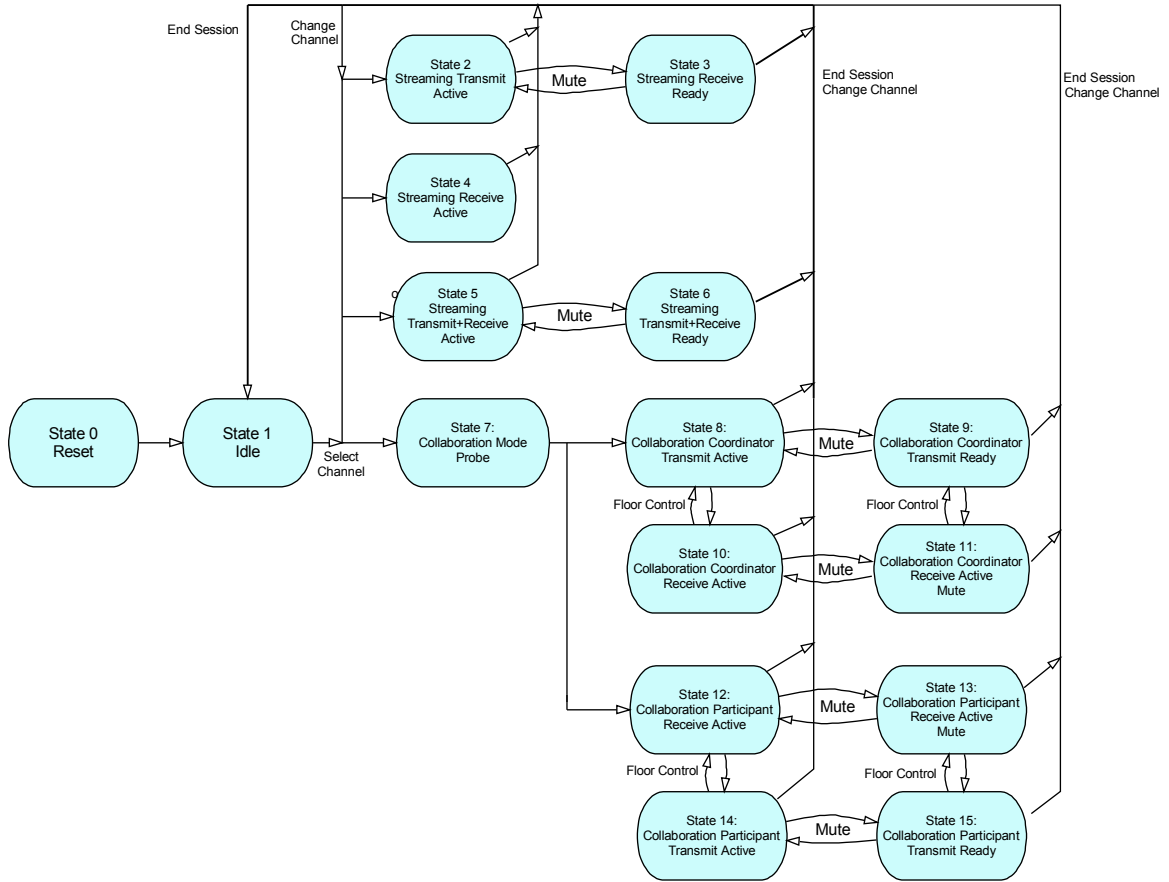 End Session
Change
Channel
State 2
Streaming Transmit
Active
Mute
State 3
Streaming Receive
Ready
End Session
Change Channel
End Session
Change Channel
State 4
Streaming Receive
Active
State 5
Streaming
Transmit+Receive
Active
Mute
State 6
Streaming
Transmit+Receive
Ready
State 0
Reset
State 1
Idle
Select
Channel
State 7:
Collaboration Mode
Probe
State 8:
Collaboration Coordinator
Transmit Active
Mute
State 9:
Collaboration Coordinator
Transmit Ready
Floor Control
Floor Control
State 10:
Collaboration Coordinator
Receive Active
Mute
State 11:
Collaboration Coordinator
Receive Active
Mute
State 12:
Collaboration Participant
Receive Active
Mute
State 13:
Collaboration Participant
Receive Active
Mute
Floor Control
Floor Control
State 14:
Collaboration Participant
Transmit Active
Mute
State 15:
Collaboration Participant
Transmit Ready